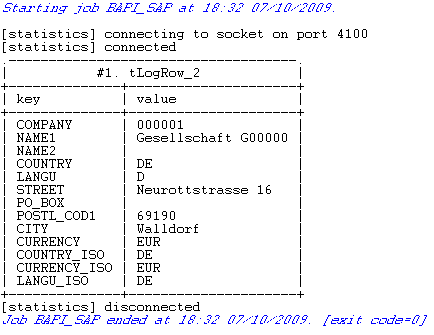 Starting job BAPI_SAP at 18:32 07/10/2009.
[statistics] connecting to socket on port 4100
[statistics] connected
.----------------------------------.
| #1. tLogRow_2 |
+--------------+-------------------+
| key | value |
+--------------+-------------------+
| COMPANY | 000001 |
| NAME1 | Gesellschaft G00000 |
| NAME2 | |
| COUNTRY | DE |
| LANGU | D |
| STREET | Neurottstrasse 16 |
| PO_BOX | |
| POSTL_COD1 | 69190 |
| CITY | Walldorf |
| CURRENCY | EUR |
| COUNTRY_ISO | DE |
| CURRENCY_ISO | EUR |
| LANGU_ISO | DE |
+--------------+-------------------+
[statistics] disconnected
Job BAPI_SAP ended at 18:32 07/10/2009. [exit code=0]